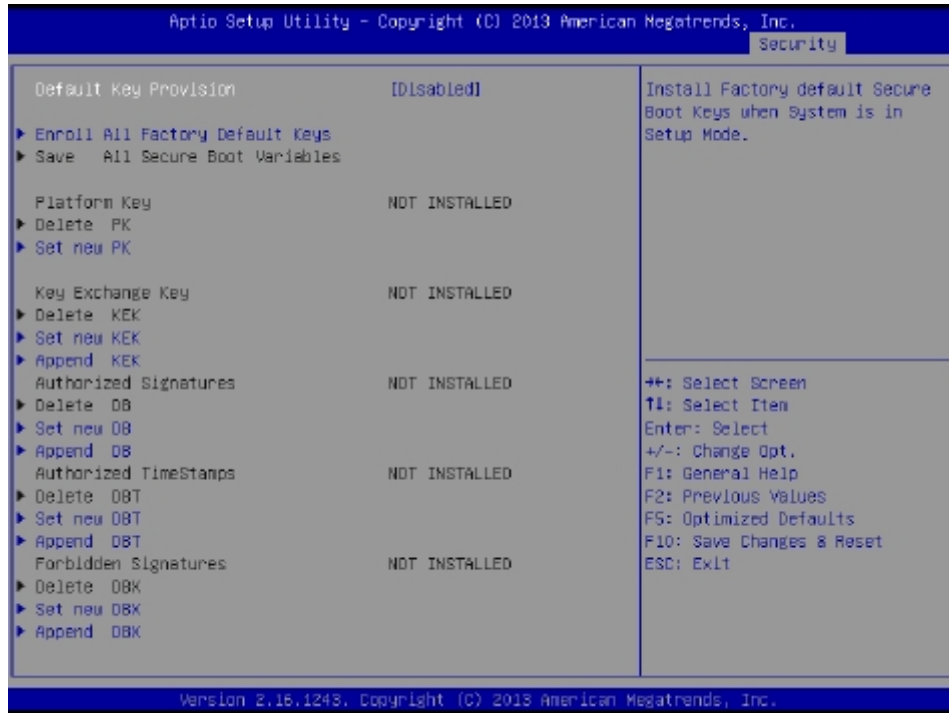 Aptio Setup Utility - Copyright (C) 2013 American Megatrends, Inc.
Security
Default Key Provision [Disabled]
Enroll All Factory Default Keys
Save All Secure Boot Variables
Platform Key NOT INSTALLED
Delete PK
Set new PK
Key Exchange Key NOT INSTALLED
Delete KEK
Set new KEK
Append KEK
Authorized Signatures NOT INSTALLED
Delete DB
Set new DB
Append DB
Authorized TimeStamps NOT INSTALLED
Delete DBT
Set new DBT
Append DBT
Forbidden Signatures NOT INSTALLED
Delete DBX
Set new DBX
Append DBX
Install Factory default Secure
Boot Keys when System is in
Setup Mode.
→←: Select Screen
↑↓: Select Item
Enter: Select
+/-: Change Opt.
F1: General Help
F2: Previous Values
F5: Optimized Defaults
F10: Save Changes & Reset
ESC: Exit
Version 2.16.1243. Copyright (C) 2013 American Megatrends, Inc.